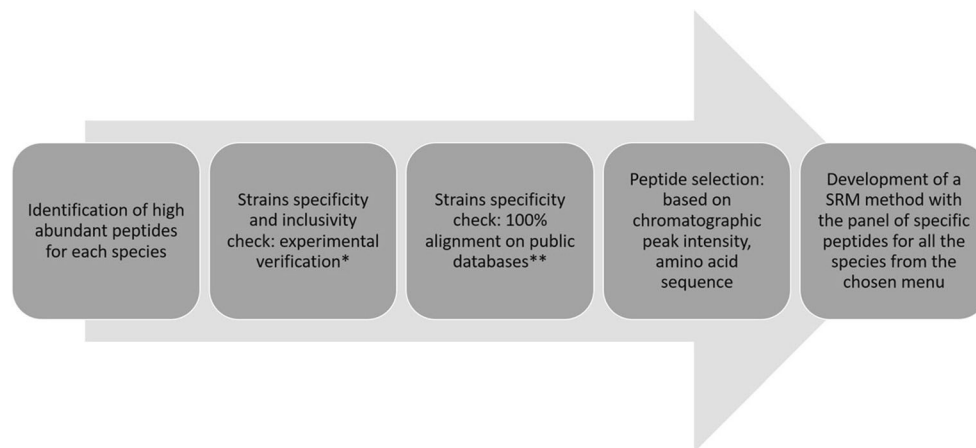 Identification of high
abundant peptides
for each species
Strains specificity
and inclusivity
check: experimental
verification*
Strains specificity
check: 100%
alignment on public
databases**
Peptide selection:
based on
chromatographic
peak intensity,
amino acid
sequence
Development of a
SRM method with
the panel of specific
peptides for all the
species from the
chosen menu